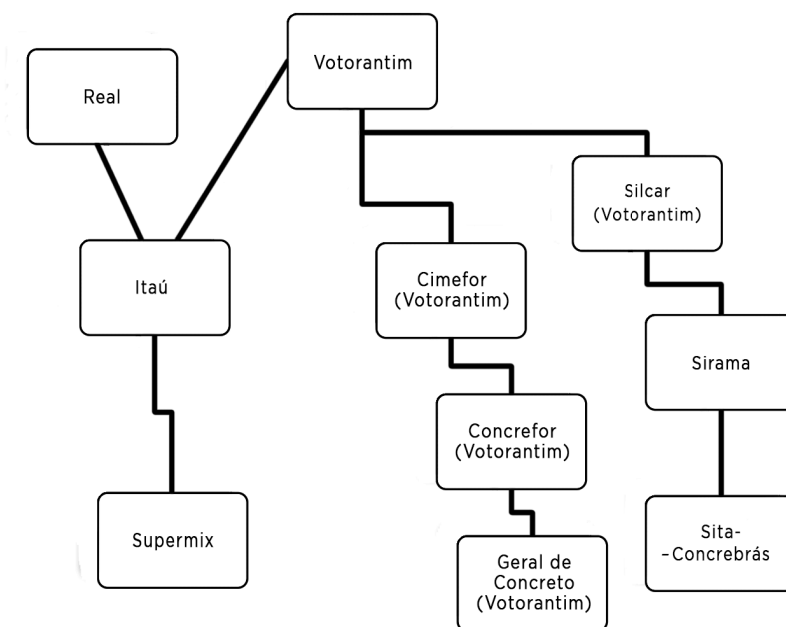 Votorantim
Real
Silcar
(Votorantim)
Itaú
Cimefor
(Votorantim)
Sirama
Concrefor
(Votorantim)
Supermix
Sita-
-Concrebrás
Geral de
Concreto
(Votorantim)